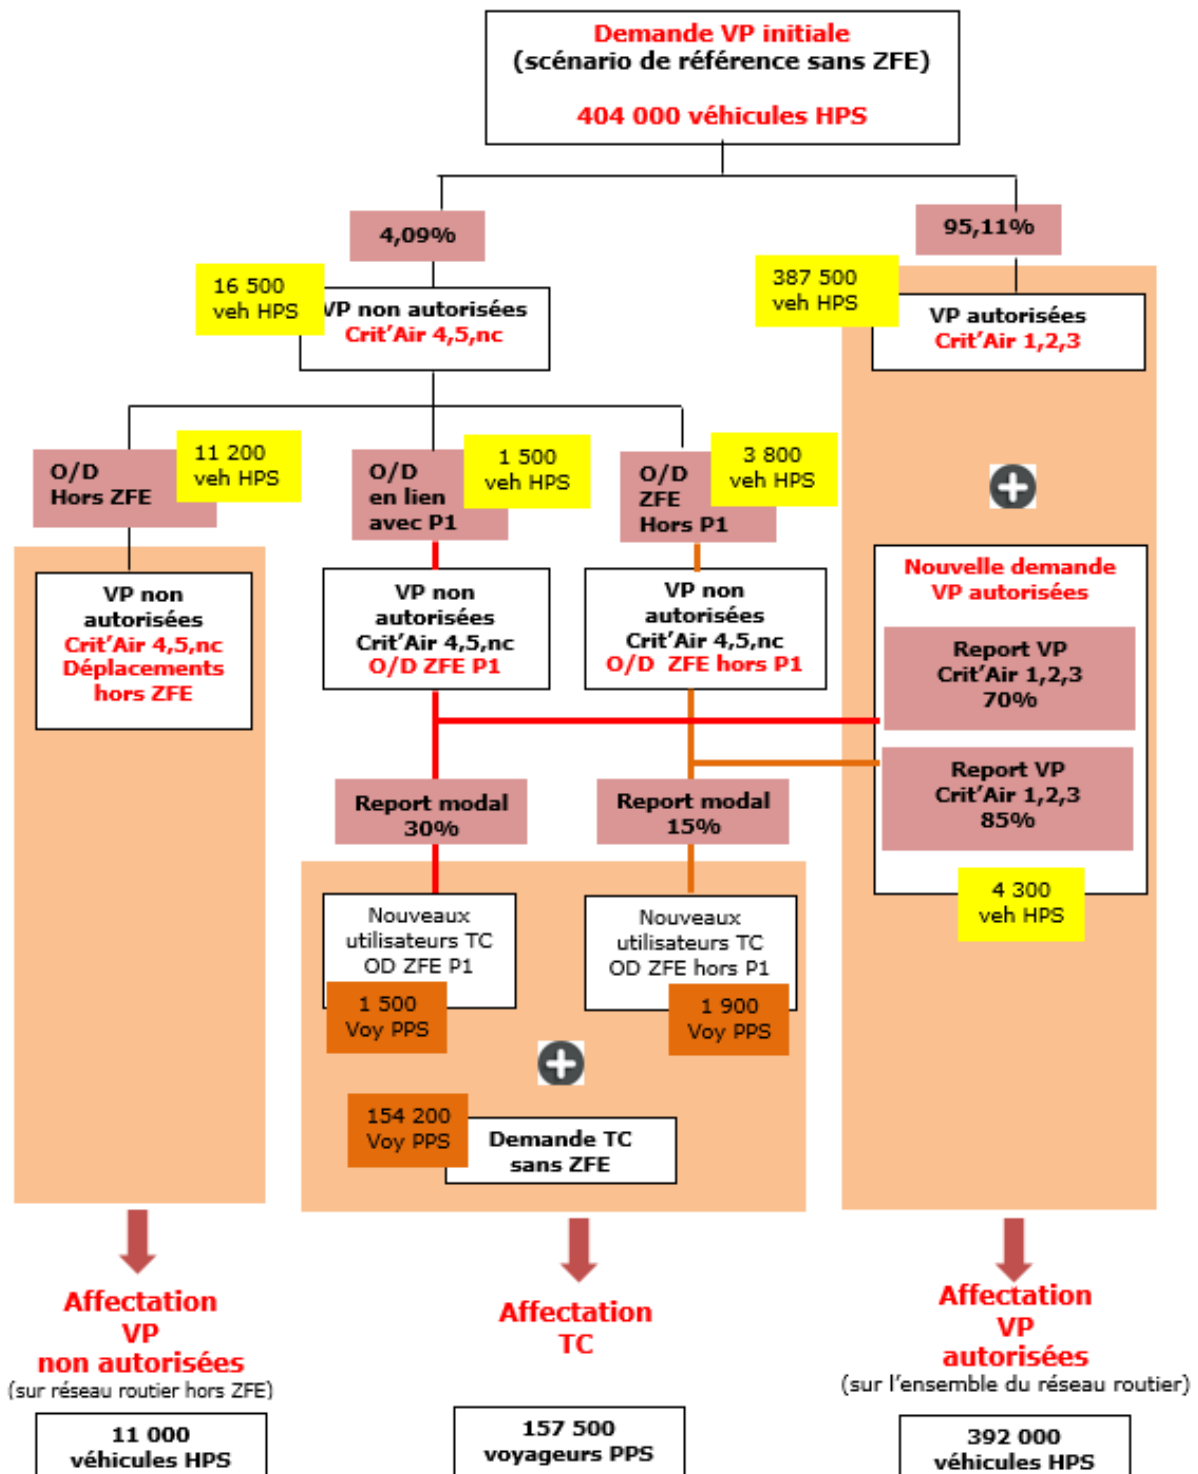 Demande VP initiale
(scénario de référence sans ZFE)
404 000 véhicules HPS
4,09%
95,11%
16 500
veh HPS
VP non autorisées
Crit'Air 4,5,nc
387 500
veh HPS
VP autorisées
Crit'Air 1,2,3
O/D
Hors ZFE
11 200
veh HPS
O/D
en lien
avec P1
1 500
veh HPS
O/D
ZFE
Hors P1
3 800
veh HPS
VP non
autorisées
Crit'Air 4,5,nc
Déplacements
hors ZFE
VP non
autorisées
Crit'Air 4,5,nc
O/D ZFE P1
VP non
autorisées
Crit'Air 4,5,nc
O/D ZFE hors P1
Nouvelle demande
VP autorisées
Report VP
Crit'Air 1,2,3
70%
Report VP
Crit'Air 1,2,3
85%
4 300
veh HPS
Report modal
30%
Report modal
15%
Nouveaux
utilisateurs TC
OD ZFE P1
1 500
Voy PPS
Nouveaux
utilisateurs TC
OD ZFE hors P1
1 900
Voy PPS
154 200
Voy PPS
Demande TC
sans ZFE
Affectation
VP
non autorisées
(sur réseau routier hors ZFE)
11 000
véhicules HPS
Affectation
TC
157 500
voyageurs PPS
Affectation
VP
autorisées
(sur l'ensemble du réseau routier)
392 000
véhicules HPS